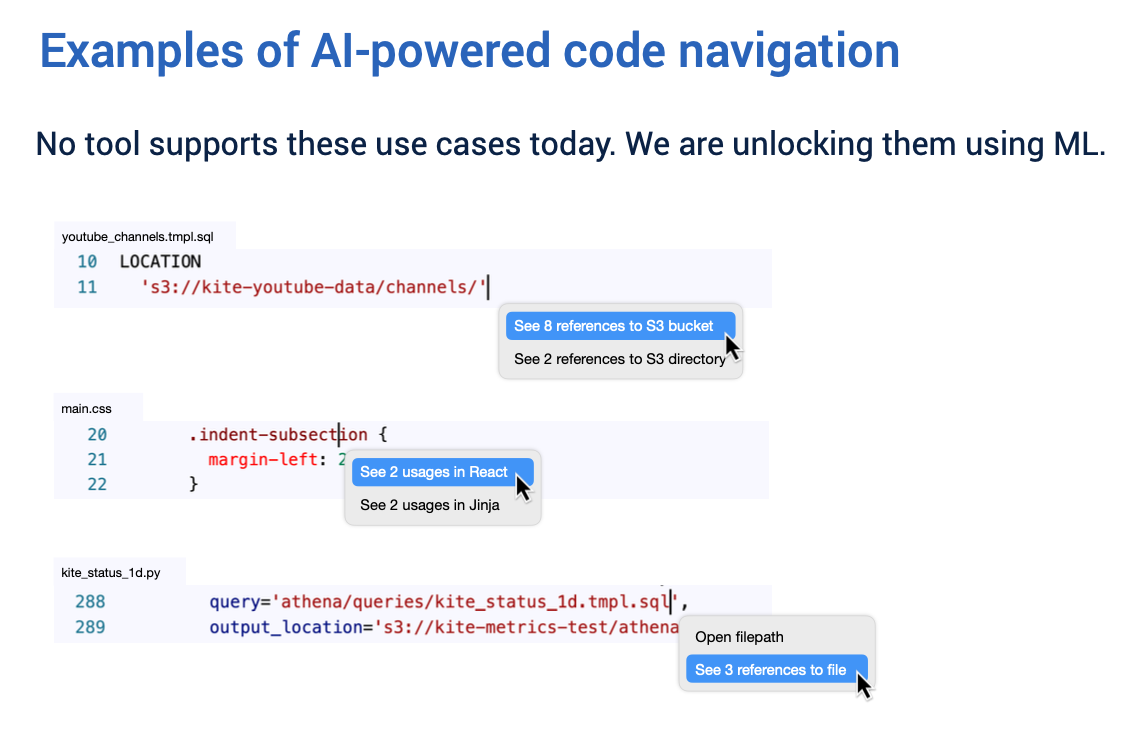 Examples of AI-powered code navigation
No tool supports these use cases today. We are unlocking them using ML.
youtube_channels.tmpl.sql
10 LOCATION
11 's3://kite-youtube-data/channels/'
See 8 references to S3 bucket
See 2 references to S3 directory
main.css
20 .indent-subsection {
21 margin-left: 2
22 }
See 2 usages in React
See 2 usages in Jinja
kite_status_1d.py
288 query='athena/queries/kite_status_1d.tmpl.sql',
289 output_location='s3://kite-metrics-test/athena
Open filepath
See 3 references to file